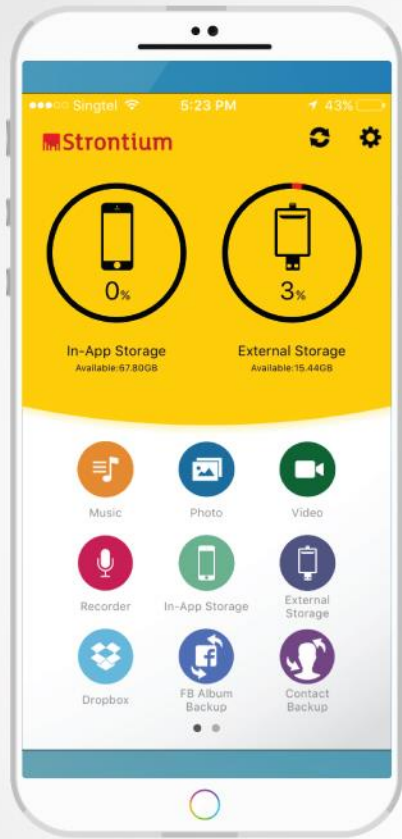 Singtel 5:23 PM 43%
Strontium
0% 3%
In-App Storage External Storage
Available:67.80GB Available:15.44GB
Music Photo Video
Recorder In-App Storage External
Storage
Dropbox FB Album Contact
Backup Backup